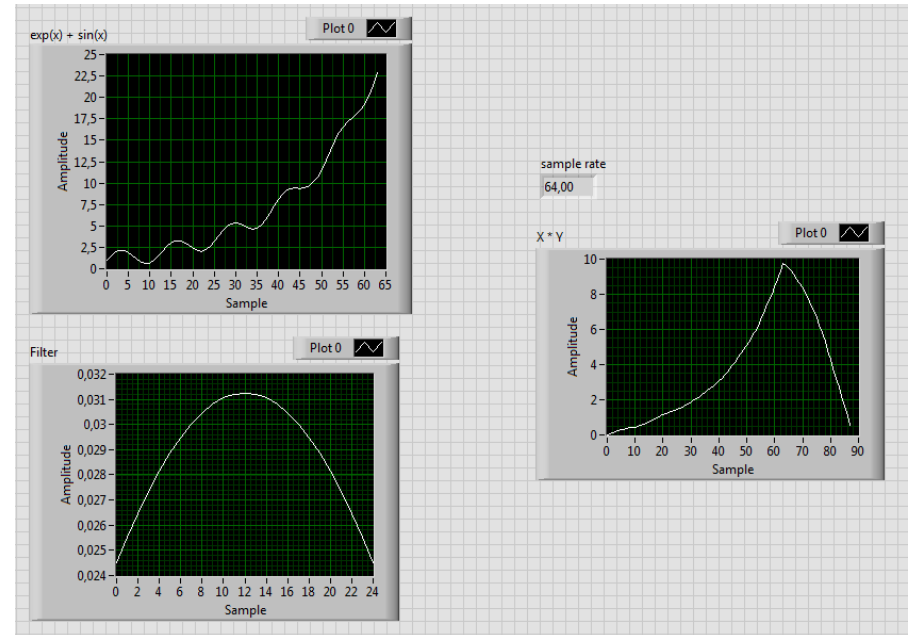 exp(x) + sin(x)
Plot 0
25
22,5
20
17,5
15
12,5
10
7,5
5
2,5
0
Amplitude
0 5 10 15 20 25 30 35 40 45 50 55 60 65
Sample
sample rate
64,00
X * Y
Plot 0
10
8
6
4
2
0
Amplitude
0 10 20 30 40 50 60 70 80 90
Sample
Filter
Plot 0
0,032
0,031
0,03
0,029
0,028
0,027
0,026
0,025
0,024
Amplitude
0 2 4 6 8 10 12 14 16 18 20 22 24
Sample